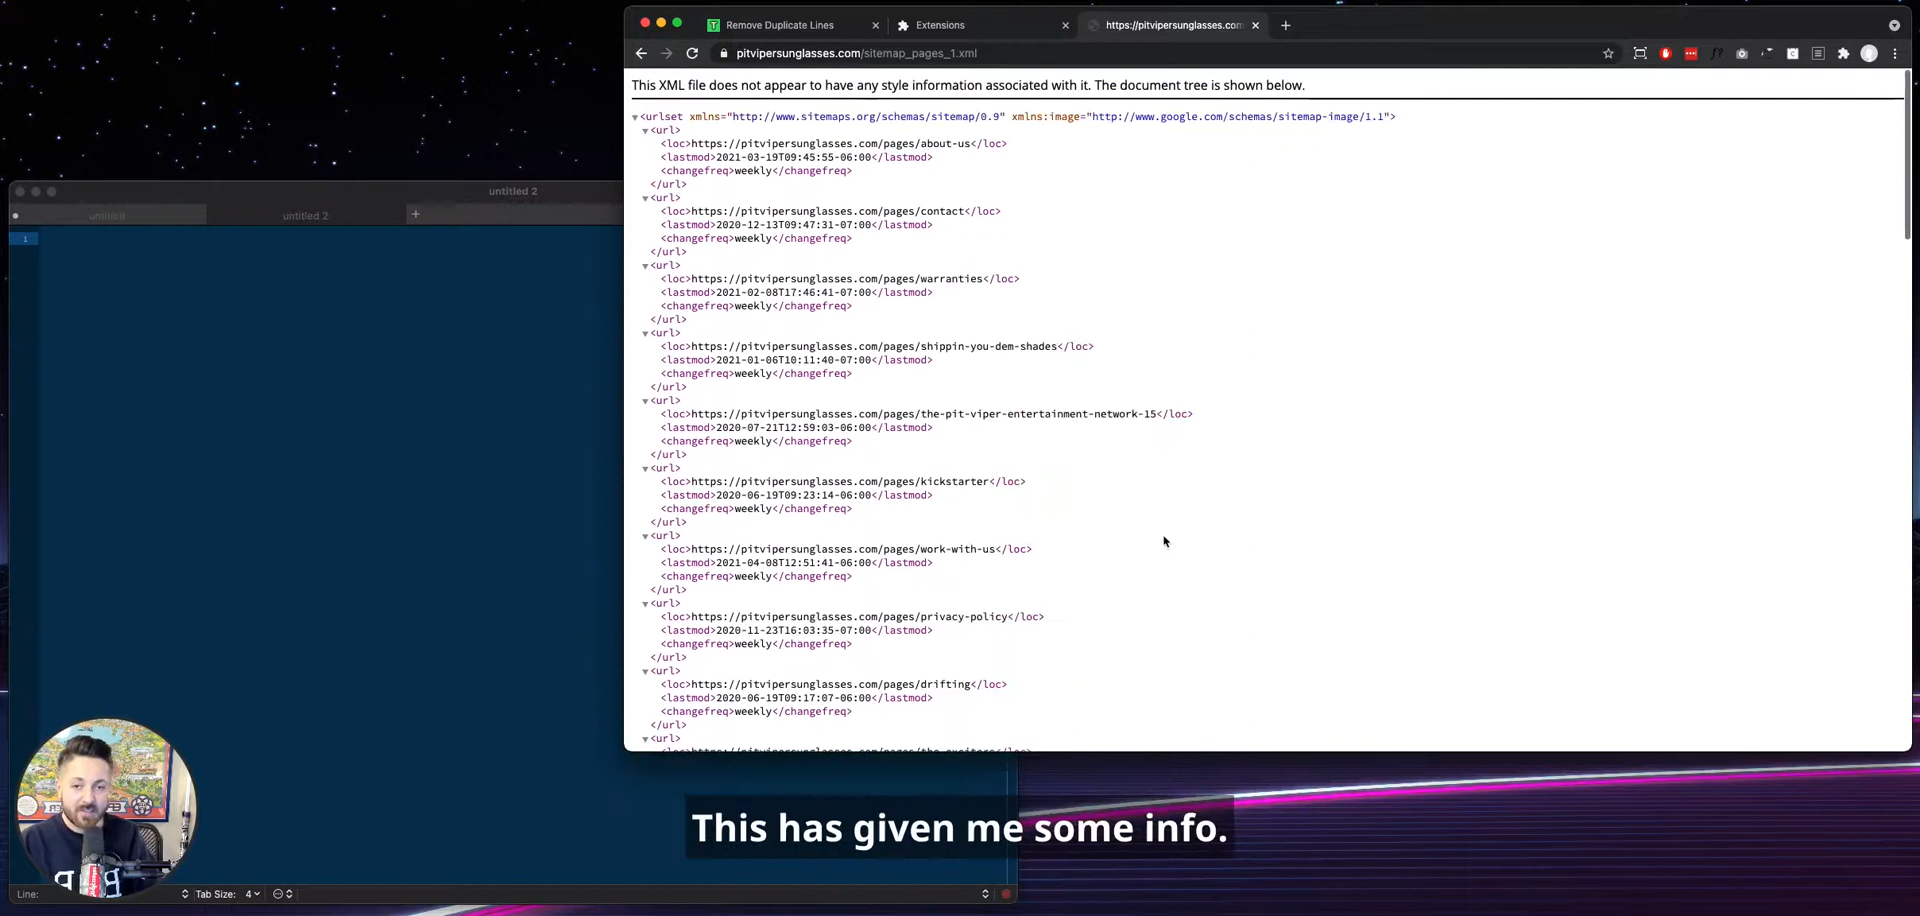 Remove Duplicate Lines
Extensions
https://pitvipersunglasses.com
pitvipersunglasses.com/sitemap_pages_1.xml
This XML file does not appear to have any style information associated with it. The document tree is shown below.
<urlset xmlns="http://www.sitemaps.org/schemas/sitemap/0.9" xmlns:image="http://www.google.com/schemas/sitemap-image/1.1">
<url>
<loc>https://pitvipersunglasses.com/pages/about-us</loc>
<lastmod>2021-03-19T09:45:55-06:00</lastmod>
<changefreq>weekly</changefreq>
</url>
<url>
<loc>https://pitvipersunglasses.com/pages/contact</loc>
<lastmod>2020-12-13T09:47:31-07:00</lastmod>
<changefreq>weekly</changefreq>
</url>
<url>
<loc>https://pitvipersunglasses.com/pages/warranties</loc>
<lastmod>2021-02-08T17:46:41-07:00</lastmod>
<changefreq>weekly</changefreq>
</url>
<url>
<loc>https://pitvipersunglasses.com/pages/shippin-you-dem-shades</loc>
<lastmod>2021-01-06T10:11:40-07:00</lastmod>
<changefreq>weekly</changefreq>
</url>
<url>
<loc>https://pitvipersunglasses.com/pages/the-pit-viper-entertainment-network-15</loc>
<lastmod>2020-07-21T12:59:03-06:00</lastmod>
<changefreq>weekly</changefreq>
</url>
<url>
<loc>https://pitvipersunglasses.com/pages/kickstarter</loc>
<lastmod>2020-06-19T09:23:14-06:00</lastmod>
<changefreq>weekly</changefreq>
</url>
<url>
<loc>https://pitvipersunglasses.com/pages/work-with-us</loc>
<lastmod>2021-04-08T12:51:41-06:00</lastmod>
<changefreq>weekly</changefreq>
</url>
<url>
<loc>https://pitvipersunglasses.com/pages/privacy-policy</loc>
<lastmod>2020-11-23T16:03:35-07:00</lastmod>
<changefreq>weekly</changefreq>
</url>
<url>
<loc>https://pitvipersunglasses.com/pages/drifting</loc>
<lastmod>2020-06-19T09:17:07-06:00</lastmod>
<changefreq>weekly</changefreq>
</url>
<url>
untitled 2
untitled
untitled 2
1
This has given me some info.
Line:
Tab Size: 4